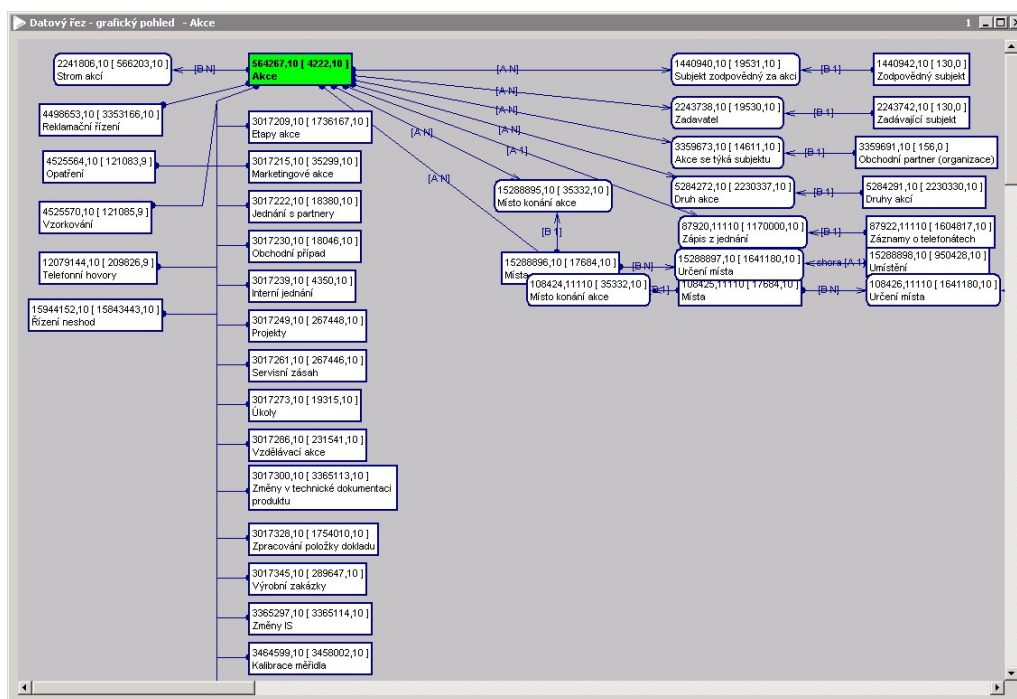 Datový řez - grafický pohled - Akce
1
2241806,10 [ 566203,10 ]
Strom akcí
[B N]
564267,10 [ 4222,10 ]
Akce
[A N]
1440940,10 [ 19531,10 ]
Subjekt zodpovědný za akci
[B 1]
1440942,10 [ 130,0 ]
Zodpovědný subjekt
4498653,10 [ 3353166,10 ]
Reklamační řízení
[A N]
2243738,10 [ 19530,10 ]
Zadavatel
[B 1]
2243742,10 [ 130,0 ]
Zadávající subjekt
3017209,10 [ 1736167,10 ]
Etapy akce
[A N]
[A N]
[A 1]
3359673,10 [ 14611,10 ]
Akce se týká subjektu
[B 1]
3359691,10 [ 156,0 ]
Obchodní partner (organizace)
4525564,10 [ 121083,9 ]
Opatření
3017215,10 [ 35299,10 ]
Marketingové akce
[A N]
15288895,10 [ 35332,10 ]
Místo konání akce
5284272,10 [ 2230337,10 ]
Druh akce
[B 1]
5284291,10 [ 2230330,10 ]
Druhy akcí
4525570,10 [ 121085,9 ]
Vzorkování
3017222,10 [ 18380,10 ]
Jednání s partnery
[B 1]
87920,11110 [ 1170000,10 ]
Zápis z jednání
[B 1]
87922,11110 [ 1604817,10 ]
Záznamy o telefonátech
3017230,10 [ 18046,10 ]
Obchodní případ
12079144,10 [ 209826,9 ]
Telefonní hovory
15288896,10 [ 17684,10 ]
Místa
[B N]
15288897,10 [ 1641180,10 ]
Určení místa
shora [A 1]
15288898,10 [ 950428,10 ]
Umístění
3017239,10 [ 4350,10 ]
Interní jednání
108424,11110 [ 35332,10 ]
Místo konání akce
[B 1]
108425,11110 [ 17684,10 ]
Místa
[B N]
108426,11110 [ 1641180,10 ]
Určení místa
15944152,10 [ 15843443,10 ]
Řízení neshod
3017249,10 [ 267448,10 ]
Projekty
3017261,10 [ 267446,10 ]
Servisní zásah
3017273,10 [ 19315,10 ]
Úkoly
3017286,10 [ 231541,10 ]
Vzdělávací akce
3017300,10 [ 3365113,10 ]
Změny v technické dokumentaci
produktu
3017328,10 [ 1754010,10 ]
Zpracování položky dokladu
3017345,10 [ 289647,10 ]
Výrobní zakázky
3365297,10 [ 3365114,10 ]
Změny IS
3464599,10 [ 3458002,10 ]
Kalibrace měřidla